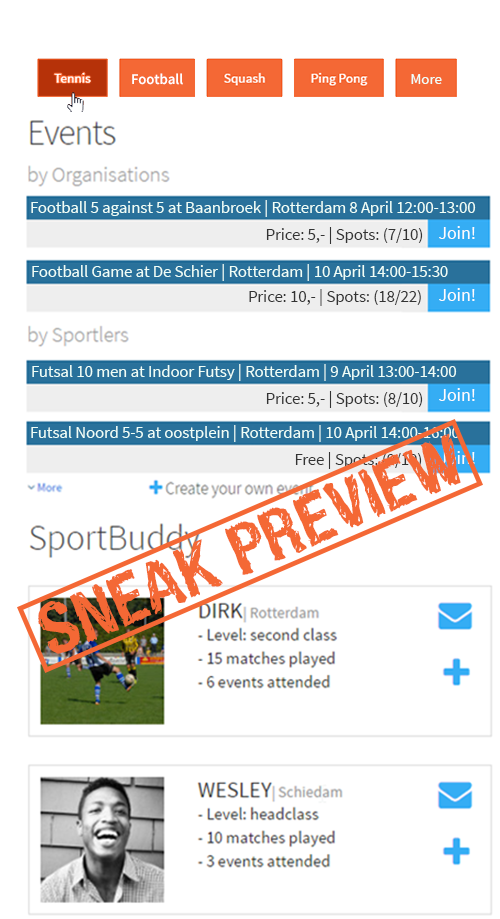 Tennis Football Squash Ping Pong More
Events
by Organisations
Football 5 against 5 at Baanbroek | Rotterdam 8 April 12:00-13:00
Price: 5,- | Spots: (7/10) Join!
Football Game at De Schier | Rotterdam | 10 April 14:00-15:30
Price: 10,- | Spots: (18/22) Join!
by Sportlers
Futsal 10 men at Indoor Futsy | Rotterdam | 9 April 13:00-14:00
Price: 5,- | Spots: (8/10) Join!
Futsal Noord 5-5 at oostplein | Rotterdam | 10 April 14:00-16:00
Free | Spots: Join!
More Create your own event
SportBuddy
SNEAK PREVIEW
DIRK | Rotterdam
- Level: second class
- 15 matches played
- 6 events attended
WESLEY | Schiedam
- Level: headclass
- 10 matches played
- 3 events attended